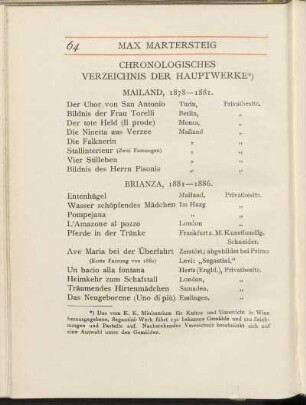 64 MAX MARTERSTEIG
CHRONOLOGISCHES
VERZEICHNIS DER HAUPTWERKE*)
MAILAND, 1878—1881.
Der Chor von San Antonio Turin, Privatbesitz.
Bildnis der Frau Torelli Berlin, „
Der tote Held (Il prode) Monza, „
Die Ninetta aus Verzee Mailand „
Die Falknerin „ „
Stallinterieur (Zwei Fassungen) „ „
Vier Stilleben „ „
Bildnis des Herra Pisonis „ „
BRIANZA, 1881—1886.
Entenhägel Mailand, Privatbesitz.
Wasser schöpfendes Mädchen Im Haag „
Pompejana „ „
L'Amazone al pozzo London „
Pferde in der Tränke Frankfurt a. M. Kunsthandlg.
Schneider.
Ave Maria bei der Überfahrt Zerstört; abgebildet bei Primo
(Erste Fassung von 1882) Levi: „Segantini."
Un bacio alla fontana Herts (Engld.), Privatbesitz.
Heimkehr zum Schafstall London, „
Träumendes Hirtenmädchen Samaden, „
Das Neugeborene (Uno di più) Esslingen, „
*) Das vom K. K. Ministerium für Kultus und Unterricht in Wien
herausgegebene, Segantini-Werk führt 190 bekannte Gemälde und 110 Zeich-
nungen und Pastelle auf. Nachstehendes Verzeichnis beschränkt sich auf
eine Auswahl unter den Gemälden.